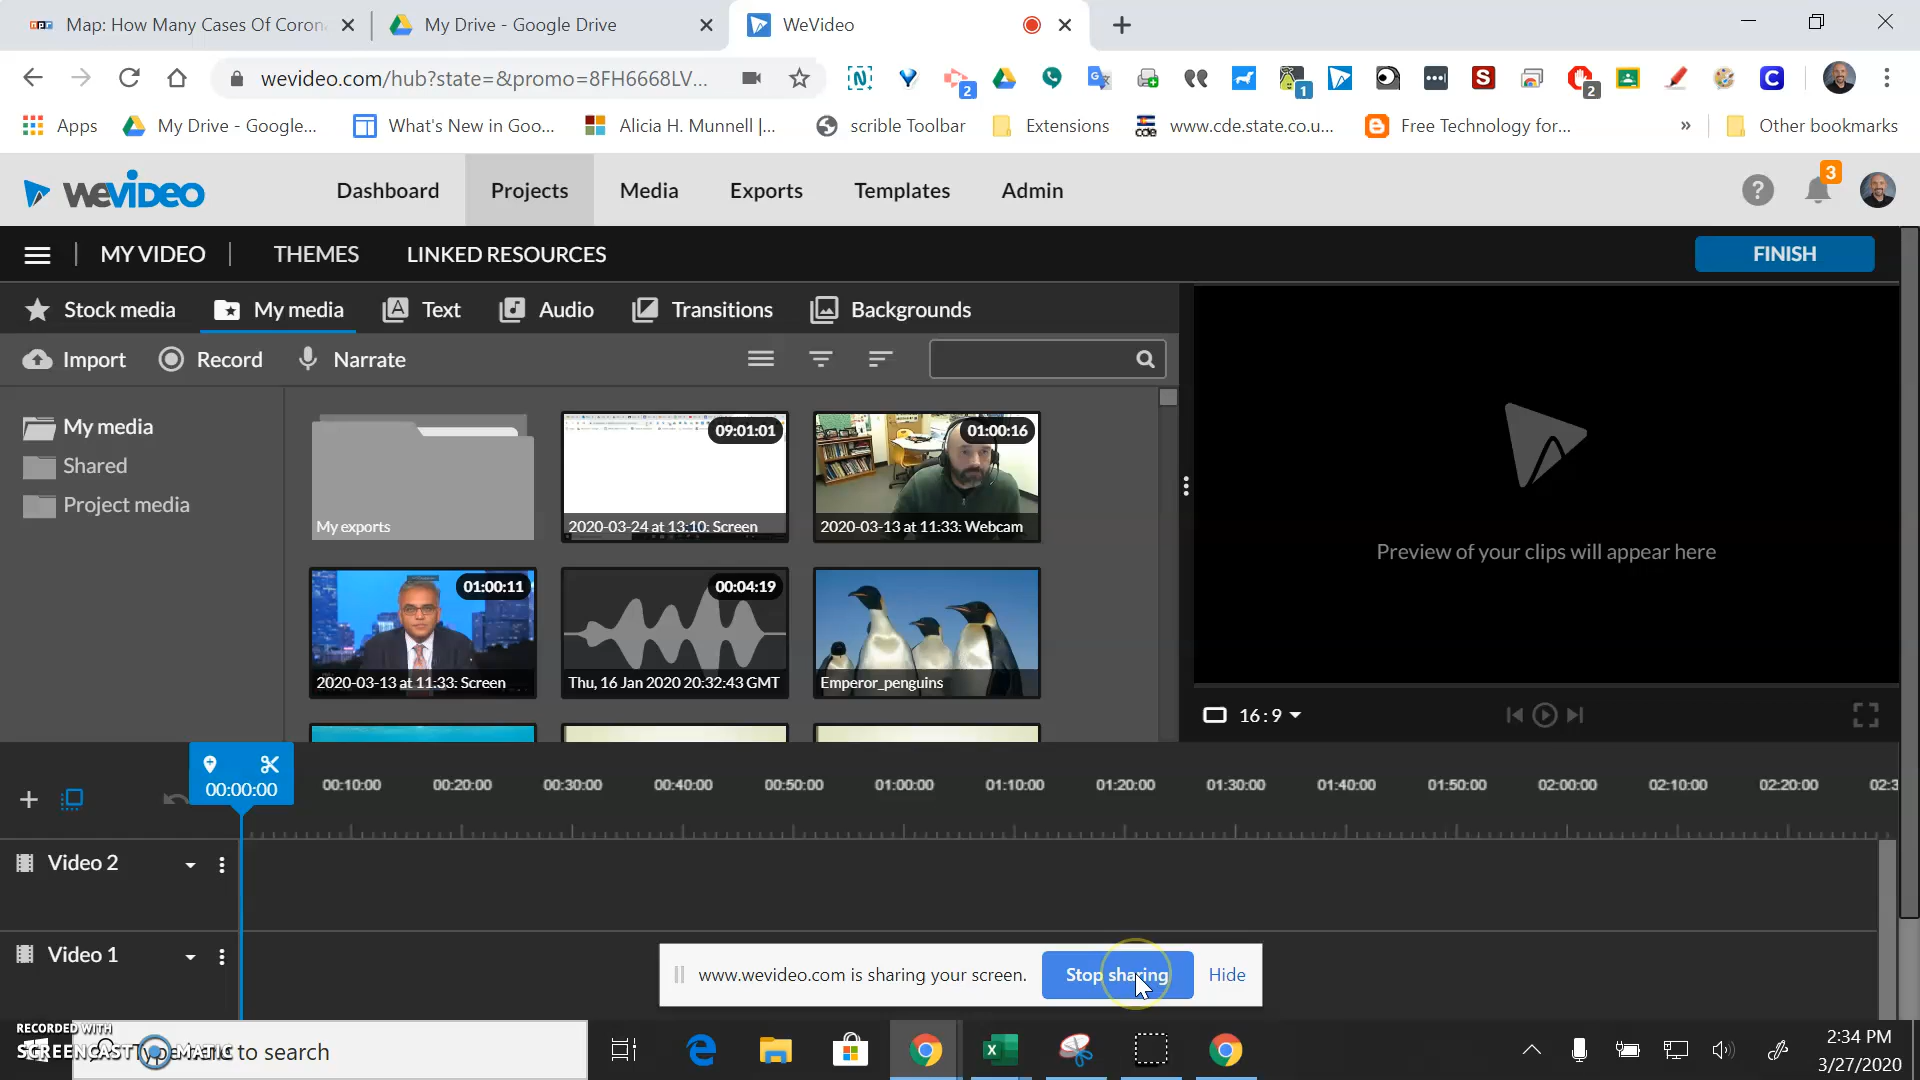 Map: How Many Cases Of Coron
My Drive - Google Drive
WeVideo
wevideo.com/hub?state=&promo=8FH6668LV...
2
1
2
Apps
My Drive - Google...
What's New in Goo...
Alicia H. Munnell |...
scrible Toolbar
Extensions
www.cde.state.co.u...
Free Technology for...
»
Other bookmarks
WEVIDEO
Dashboard
Projects
Media
Exports
Templates
Admin
3
MY VIDEO
THEMES
LINKED RESOURCES
FINISH
Stock media
My media
Text
Audio
Transitions
Backgrounds
Import
Record
Narrate
My media
Shared
Project media
My exports
09:01:01
2020-03-24 at 13:10: Screen
01:00:16
2020-03-13 at 11:33: Webcam
01:00:11
2020-03-13 at 11:33: Screen
00:04:19
Thu, 16 Jan 2020 20:32:43 GMT
Emperor_penguins
Preview of your clips will appear here
16:9
00:00:00
00:10:00 00:20:00 00:30:00 00:40:00 00:50:00 01:00:00 01:10:00 01:20:00 01:30:00 01:40:00 01:50:00 02:00:00 02:10:00 02:20:00 02:3
Video 2
Video 1
www.wevideo.com is sharing your screen.
Stop sharing
Hide
RECORDED WITH
SCREENCAST MATIC
to search
2:34 PM
3/27/2020